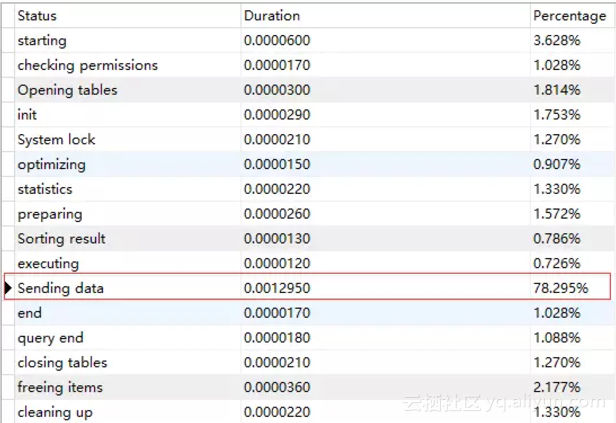 Status Duration Percentage
starting 0.0000600 3.628%
checking permissions 0.0000170 1.028%
Opening tables 0.0000300 1.814%
init 0.0000290 1.753%
System lock 0.0000210 1.270%
optimizing 0.0000150 0.907%
statistics 0.0000220 1.330%
preparing 0.0000260 1.572%
Sorting result 0.0000130 0.786%
executing 0.0000120 0.726%
Sending data 0.0012950 78.295%
end 0.0000170 1.028%
query end 0.0000180 1.088%
closing tables 0.0000210 1.270%
freeing items 0.0000360 2.177%
cleaning up 0.0000220 1.330%
云栖社区 yq.aliyun.com